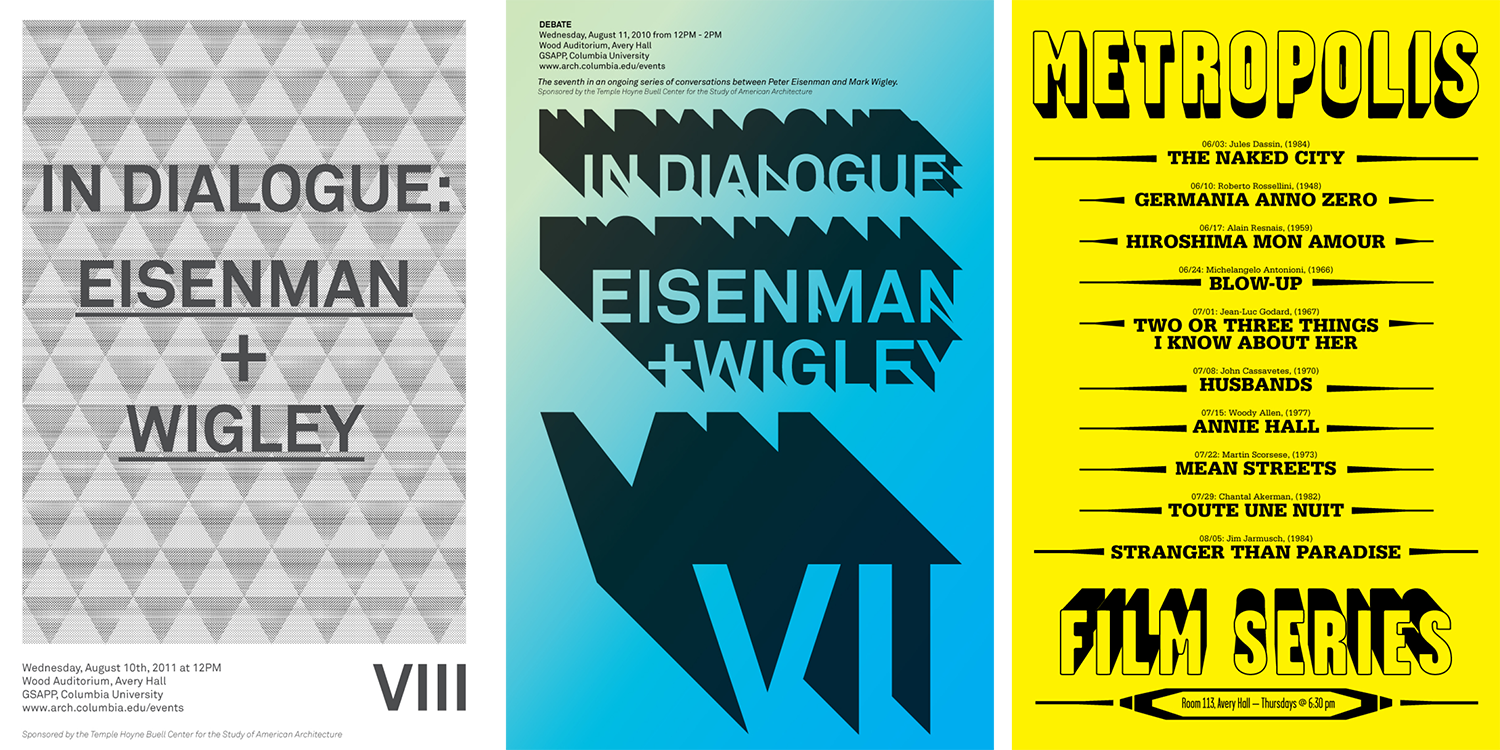 IN DIALOGUE:
EISENMAN
+
WIGLEY
Wednesday, August 10th, 2011 at 12PM
Wood Auditorium, Avery Hall
GSAPP, Columbia University
www.arch.columbia.edu/events
VIII
Sponsored by the Temple Hoyne Buell Center for the Study of American Architecture
DEBATE
Wednesday, August 11, 2010 from 12PM - 2PM
Wood Auditorium, Avery Hall
GSAPP, Columbia University
www.arch.columbia.edu/events
The seventh in an ongoing series of conversations between Peter Eisenman and Mark Wigley.
Sponsored by the Temple Hoyne Buell Center for the Study of American Architecture
IN DIALOGUE:
EISENMAN
+WIGLEY
VII
METROPOLIS
06/03: Jules Dassin, (1984)
THE NAKED CITY
06/10: Roberto Rossellini, (1948)
GERMANIA ANNO ZERO
06/17: Alain Resnais, (1959)
HIROSHIMA MON AMOUR
06/24: Michelangelo Antonioni, (1966)
BLOW-UP
07/01: Jean-Luc Godard, (1967)
TWO OR THREE THINGS
I KNOW ABOUT HER
07/08: John Cassavetes, (1970)
HUSBANDS
07/15: Woody Allen, (1977)
ANNIE HALL
07/22: Martin Scorsese, (1973)
MEAN STREETS
07/29: Chantal Akerman, (1982)
TOUTE UNE NUIT
08/05: Jim Jarmusch, (1984)
STRANGER THAN PARADISE
FILM SERIES
Room 113, Avery Hall — Thursdays @ 6:30 pm